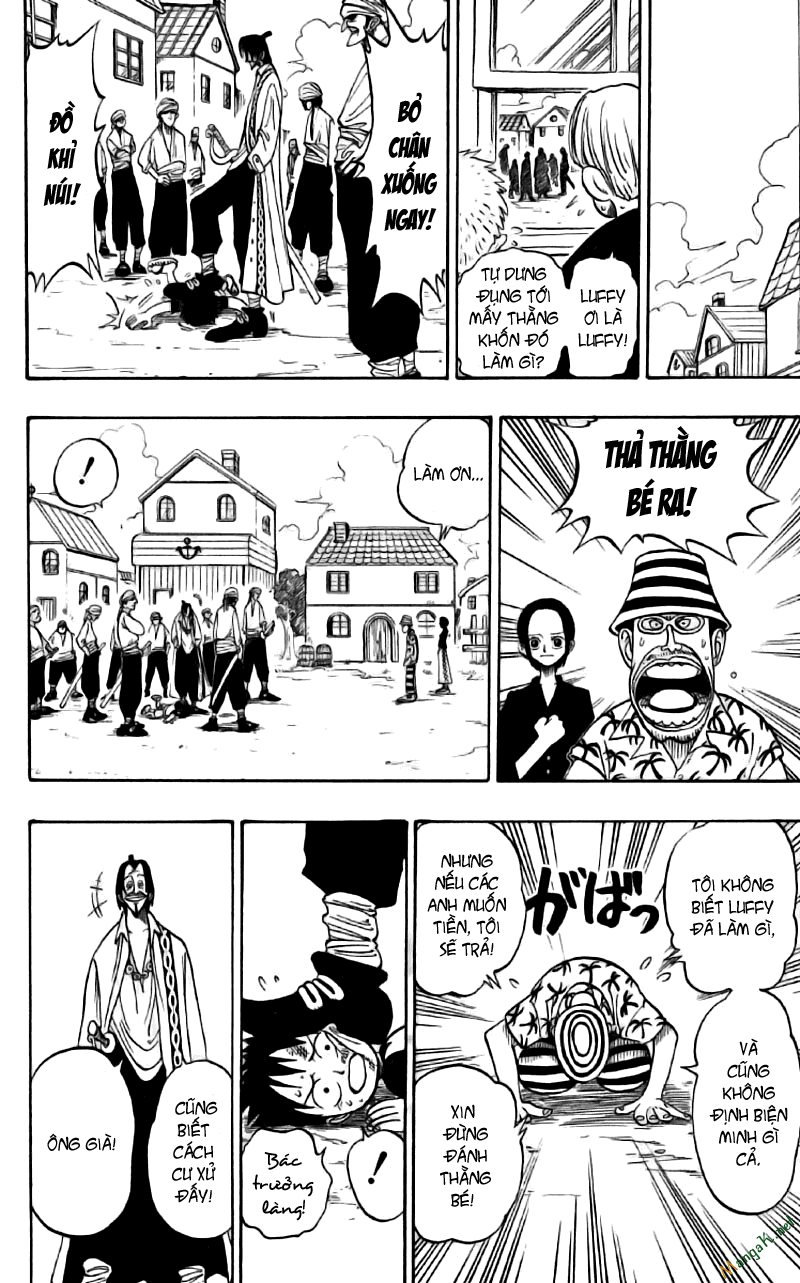 LUFFY
ƠI LÀ
LUFFY!
TỰ DƯNG
ĐỤNG TỚI
MẤY THẰNG
KHỐN ĐÓ
LÀM GÌ?
BỎ
CHÂN
XUỐNG
NGAY!
ĐỒ
KHỈ
NÚI!
THẢ THẰNG
BÉ RA!
LÀM ƠN...
!
TÔI KHÔNG
BIẾT LUFFY
ĐÃ LÀM GÌ,
VÀ
CŨNG
KHÔNG
ĐỊNH BIỆN
MINH GÌ
CẢ.
がばっ
NHƯNG
NẾU CÁC
ANH MUỐN
TIỀN, TÔI
SẼ TRẢ!
XIN
ĐỪNG
ĐÁNH
THẰNG
BÉ!
!
Bác
trưởng
làng!
CŨNG
BIẾT
CÁCH
CƯ XỬ
ĐẤY!
ÔNG GIÀ!
MangaK.net